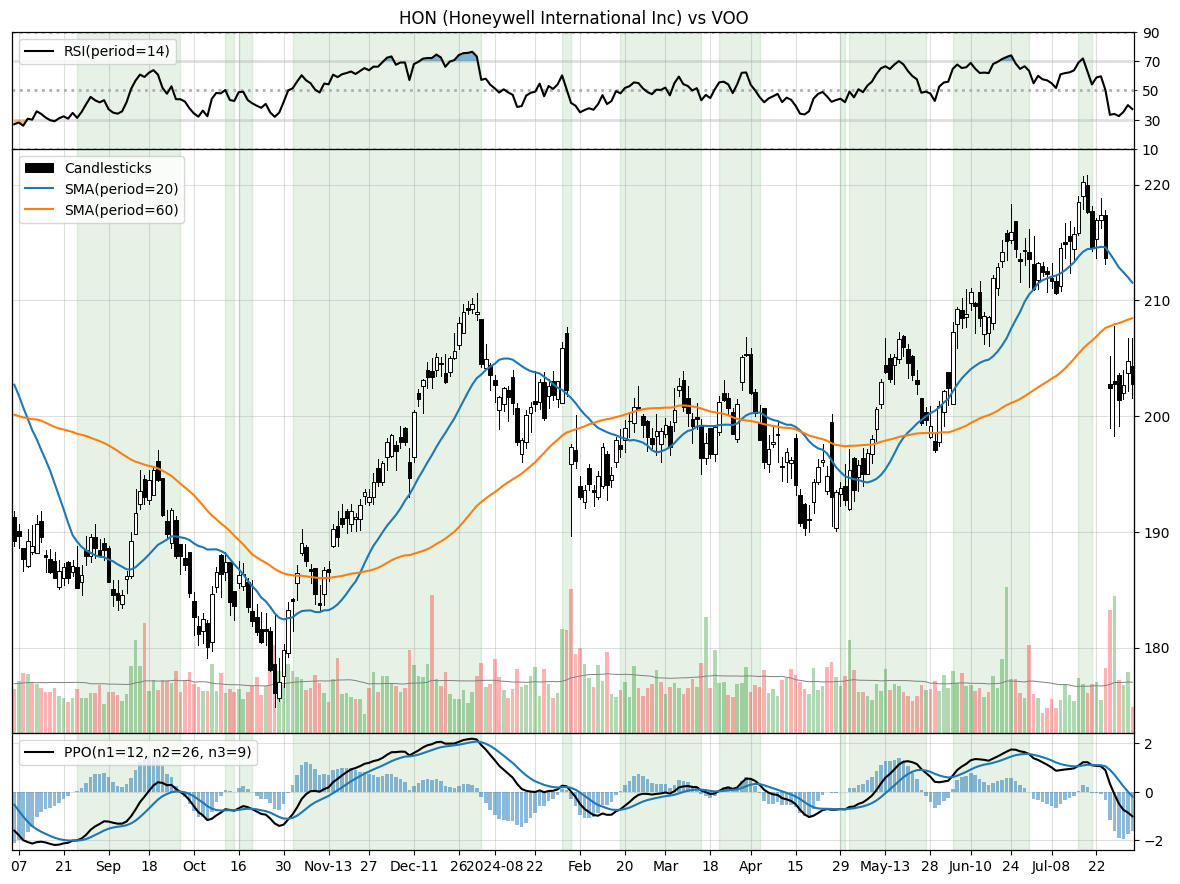 HON (Honeywell International Inc) vs VOO
RSI(period=14)
90
70
50
30
10
Candlesticks
SMA(period=20)
SMA(period=60)
220
210
200
190
180
PPO(n1=12, n2=26, n3=9)
2
0
−2
07 21 Sep 18 Oct 16 30 Nov-13 27 Dec-11 26 2024-08 22 Feb 20 Mar 18 Apr 15 29 May-13 28 Jun-10 24 Jul-08 22